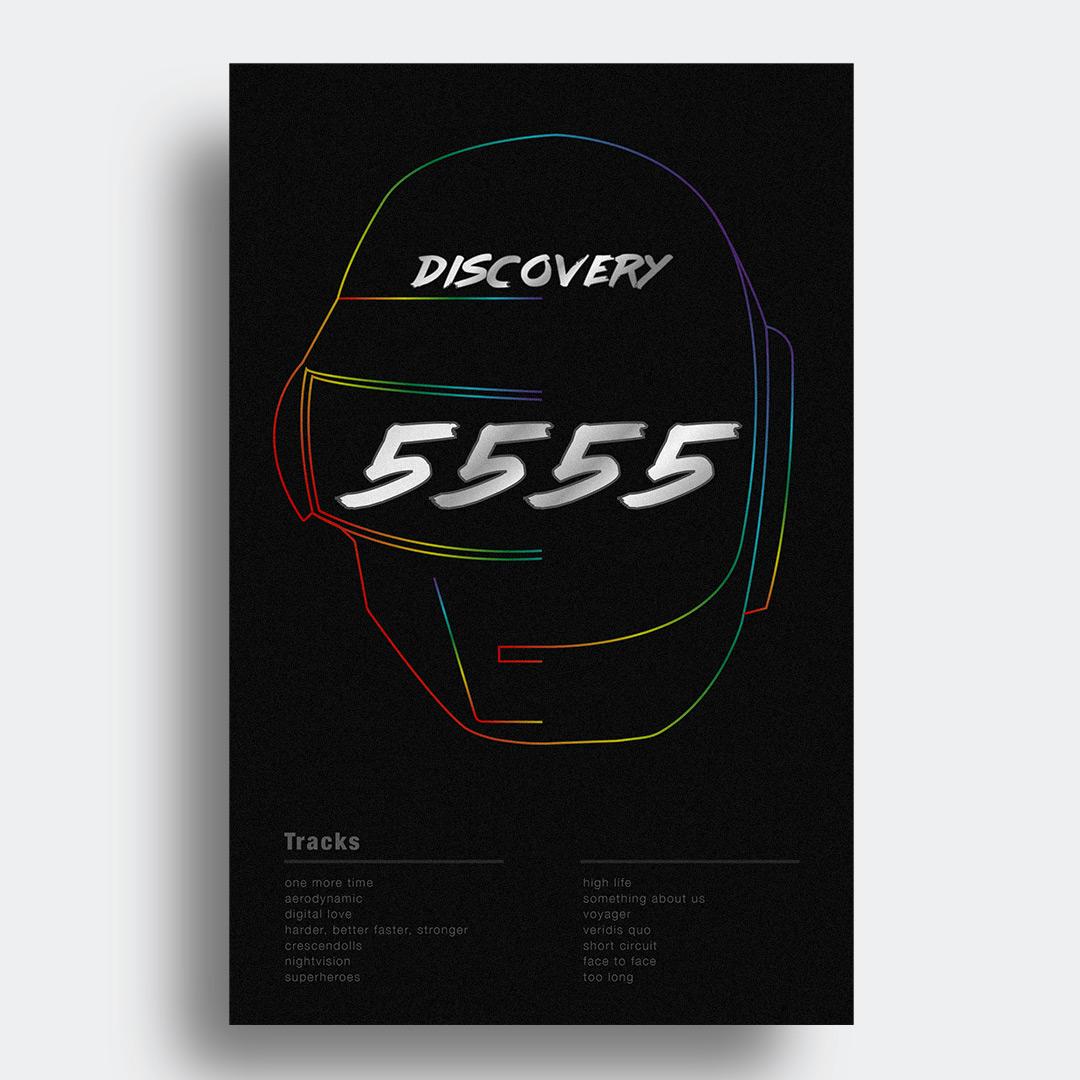 DISCOVERY
5555
Tracks
one more time
aerodynamic
digital love
harder, better faster, stronger
crescendolls
nightvision
superheroes
high life
something about us
voyager
veridis quo
short circuit
face to face
too long